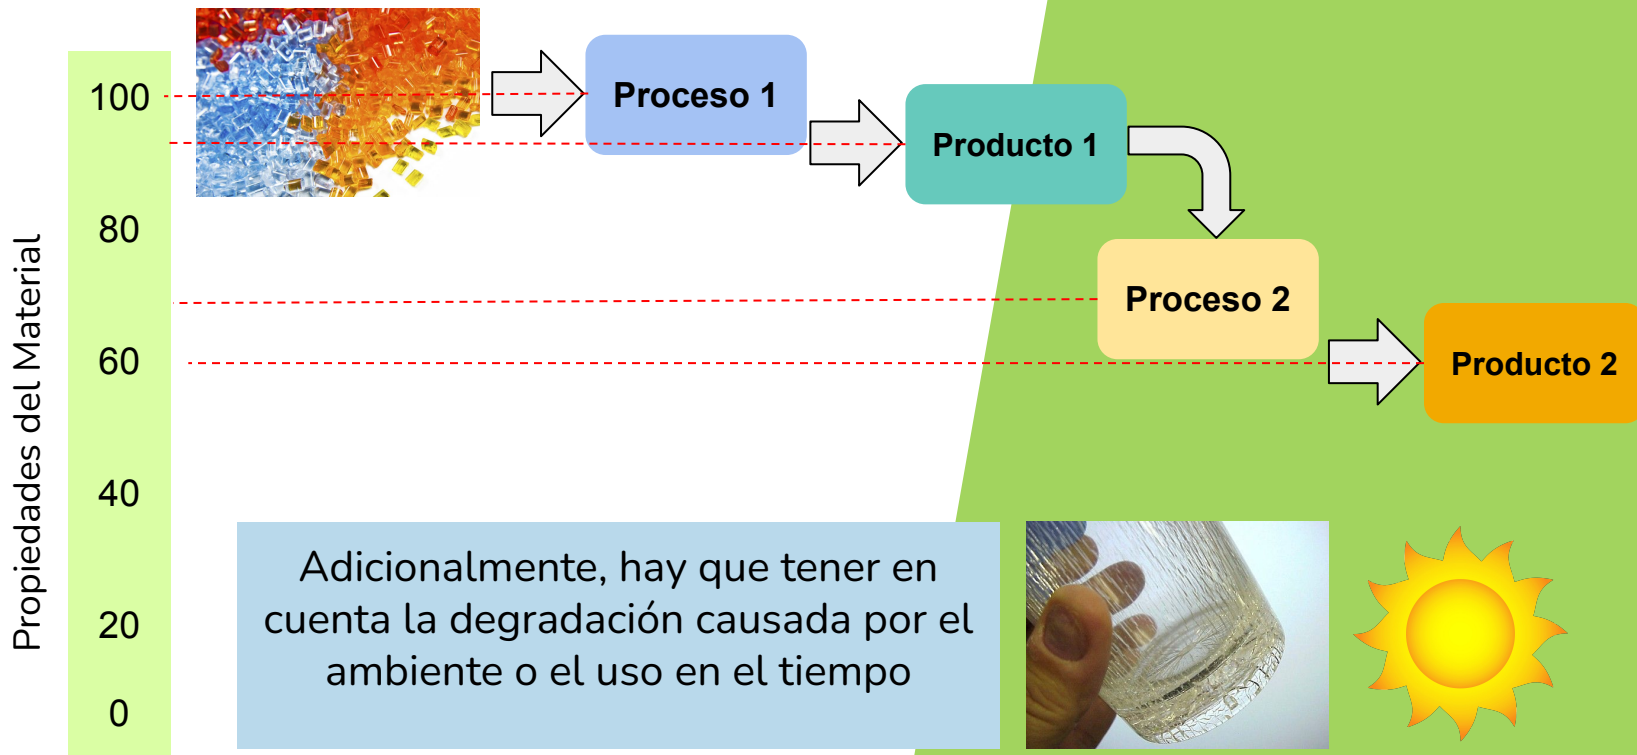 Propiedades del Material
100
80
60
40
20
0
Proceso 1
Producto 1
Proceso 2
Producto 2
Adicionalmente, hay que tener en
cuenta la degradación causada por el
ambiente o el uso en el tiempo